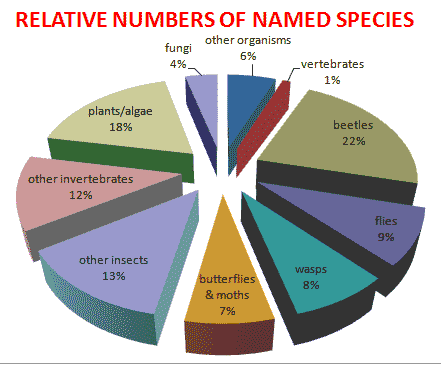 RELATIVE NUMBERS OF NAMED SPECIES
other organisms
6%
vertebrates
1%
beetles
22%
flies
9%
wasps
8%
butterflies
& moths
7%
other insects
13%
other invertebrates
12%
plants/algae
18%
fungi
4%